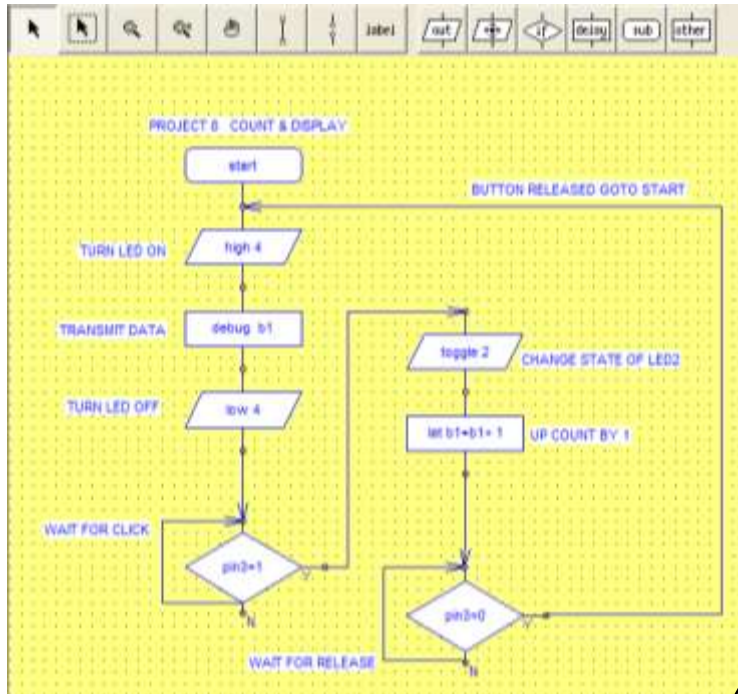 label out if delay sub other
PROJECT 8 COUNT & DISPLAY
start
BUTTON RELEASED GOTO START
TURN LED ON
high 4
TRANSMIT DATA
debug b1
toggle 2
CHANGE STATE OF LED2
TURN LED OFF
low 4
let b1=b1+ 1
UP COUNT BY 1
WAIT FOR CLICK
pin3=1
Y
N
pin3=0
Y
WAIT FOR RELEASE
N